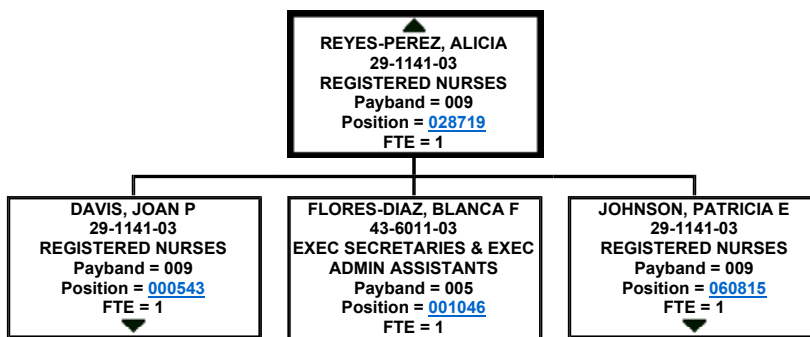 REYES-PEREZ, ALICIA
29-1141-03
REGISTERED NURSES
Payband = 009
Position = 028719
FTE = 1
DAVIS, JOAN P
29-1141-03
REGISTERED NURSES
Payband = 009
Position = 000543
FTE = 1
FLORES-DIAZ, BLANCA F
43-6011-03
EXEC SECRETARIES & EXEC
ADMIN ASSISTANTS
Payband = 005
Position = 001046
FTE = 1
JOHNSON, PATRICIA E
29-1141-03
REGISTERED NURSES
Payband = 009
Position = 060815
FTE = 1